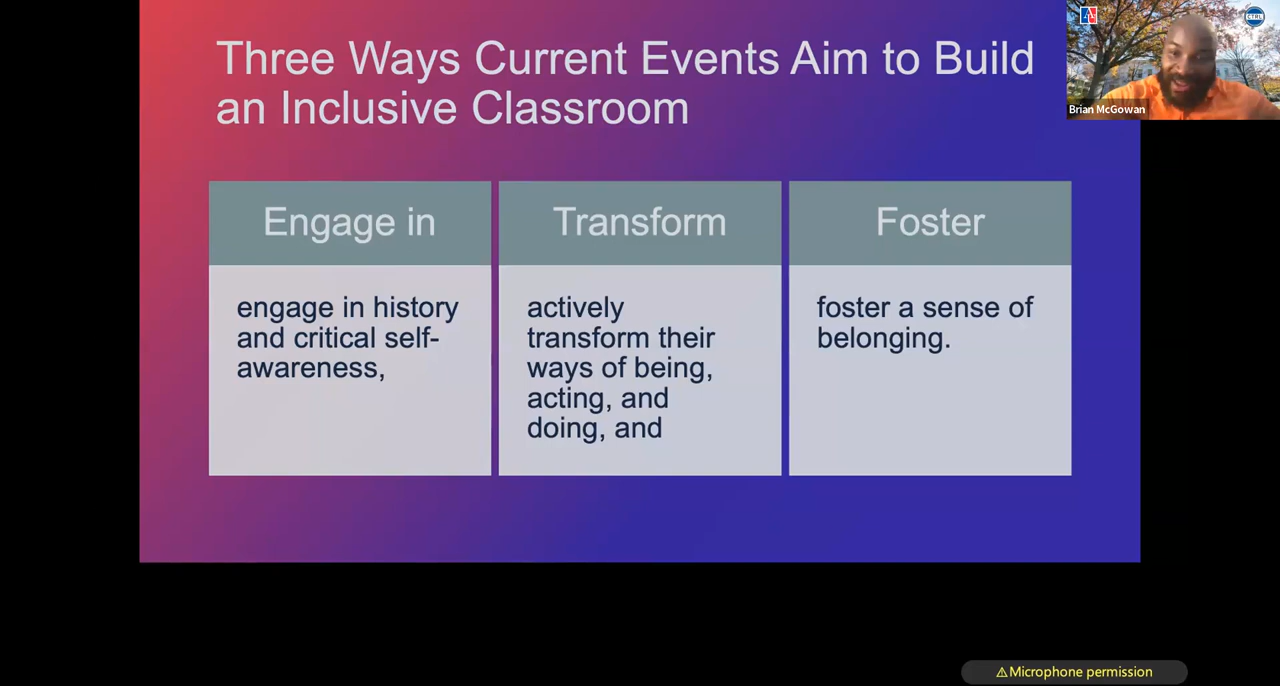 Three Ways Current Events Aim to Build
an Inclusive Classroom
Engage in
engage in history
and critical self-
awareness,
Transform
actively
transform their
ways of being,
acting, and
doing, and
Foster
foster a sense of
belonging.
CTRL
Brian McGowan
⚠Microphone permission